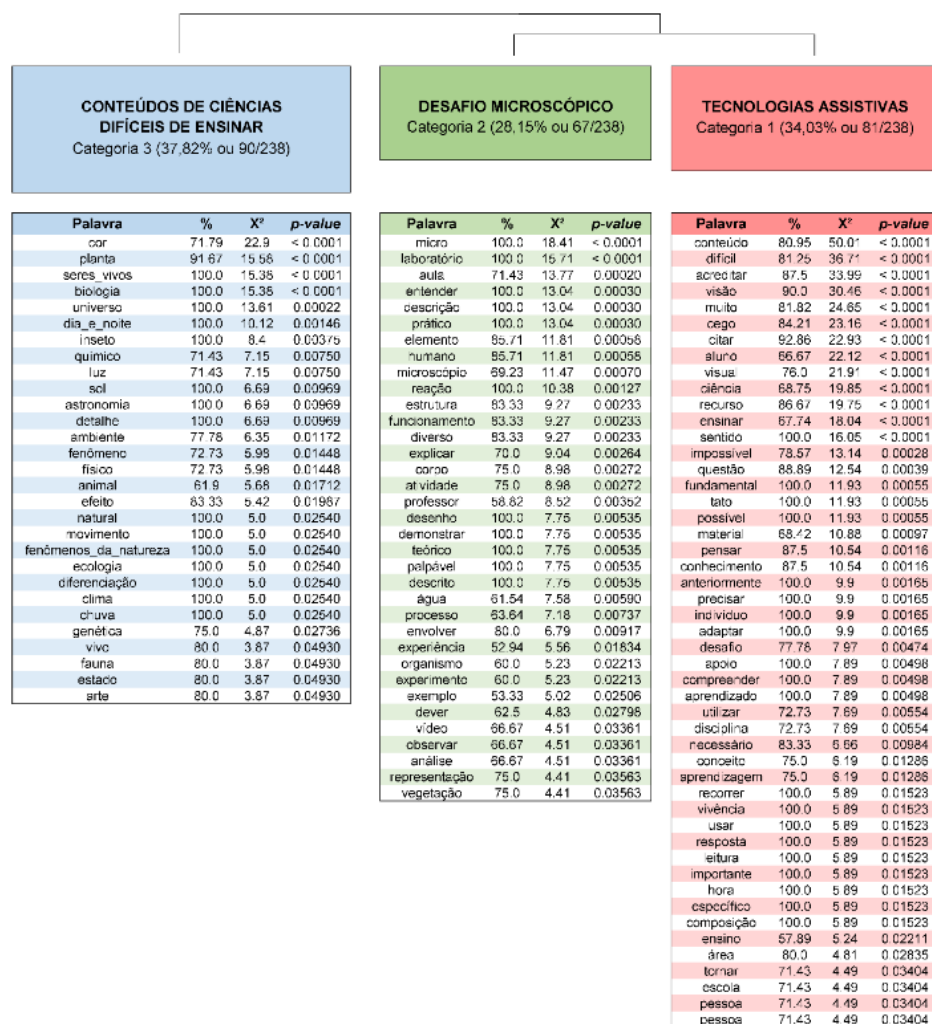 CONTEÚDOS DE CIÊNCIAS
DIFÍCEIS DE ENSINAR
Categoria 3 (37,82% ou 90/238)
Palavra % X² p-value
cor 71.79 22.9 < 0.0001
planta 91.67 15.58 < 0.0001
seres_vivos 100.0 15.38 < 0.0001
biologia 100.0 15.38 < 0.0001
universo 100.0 13.61 0.00022
dia_e_noite 100.0 10.12 0.00146
inseto 100.0 8.4 0.00375
químico 71.43 7.15 0.00750
luz 71.43 7.15 0.00750
sol 100.0 6.69 0.00969
astronomia 100.0 6.69 0.00969
detalhe 100.0 6.69 0.00969
ambiente 77.78 6.35 0.01172
fenômeno 72.73 5.98 0.01448
físico 72.73 5.98 0.01448
animal 61.9 5.68 0.01712
efeito 83.33 5.42 0.01987
natural 100.0 5.0 0.02540
movimento 100.0 5.0 0.02540
fenômenos_da_natureza 100.0 5.0 0.02540
ecologia 100.0 5.0 0.02540
diferenciação 100.0 5.0 0.02540
clima 100.0 5.0 0.02540
chuva 100.0 5.0 0.02540
genética 75.0 4.87 0.02736
vivo 80.0 3.87 0.04930
fauna 80.0 3.87 0.04930
estado 80.0 3.87 0.04930
arte 80.0 3.87 0.04930
DESAFIO MICROSCÓPICO
Categoria 2 (28,15% ou 67/238)
Palavra % X² p-value
micro 100.0 18.41 < 0.0001
laboratório 100.0 15.71 < 0.0001
aula 71.43 13.77 0.00020
entender 100.0 13.04 0.00030
descrição 100.0 13.04 0.00030
prático 100.0 13.04 0.00030
elemento 85.71 11.81 0.00058
humano 85.71 11.81 0.00058
microscópio 69.23 11.47 0.00070
reação 100.0 10.38 0.00127
estrutura 83.33 9.27 0.00233
funcionamento 83.33 9.27 0.00233
diverso 83.33 9.27 0.00233
explicar 70.0 9.04 0.00264
corpo 75.0 8.98 0.00272
atividade 75.0 8.98 0.00272
professor 58.82 8.52 0.00352
desenho 100.0 7.75 0.00535
demonstrar 100.0 7.75 0.00535
teórico 100.0 7.75 0.00535
palpável 100.0 7.75 0.00535
descrito 100.0 7.75 0.00535
água 61.54 7.58 0.00590
processo 63.64 7.18 0.00737
envolver 80.0 6.79 0.00917
experiência 52.94 5.56 0.01834
organismo 60.0 5.23 0.02213
experimento 60.0 5.23 0.02213
exemplo 53.33 5.02 0.02506
dever 62.5 4.83 0.02798
vídeo 66.67 4.51 0.03361
observar 66.67 4.51 0.03361
análise 66.67 4.51 0.03361
representação 75.0 4.41 0.03563
vegetação 75.0 4.41 0.03563
TECNOLOGIAS ASSISTIVAS
Categoria 1 (34,03% ou 81/238)
Palavra % X² p-value
conteúdo 80.95 50.01 < 0.0001
difícil 81.25 36.71 < 0.0001
acreditar 87.5 33.99 < 0.0001
visão 90.0 30.46 < 0.0001
muito 81.82 24.65 < 0.0001
cego 84.21 23.16 < 0.0001
citar 92.86 22.93 < 0.0001
aluno 66.67 22.12 < 0.0001
visual 76.0 21.91 < 0.0001
ciência 68.75 19.85 < 0.0001
recurso 86.67 19.75 < 0.0001
ensinar 67.74 18.04 < 0.0001
sentido 100.0 16.05 < 0.0001
impossível 78.57 13.14 0.00028
questão 88.89 12.54 0.00039
fundamental 100.0 11.93 0.00055
tato 100.0 11.93 0.00055
possível 100.0 11.93 0.00055
material 68.42 10.88 0.00097
pensar 87.5 10.54 0.00116
conhecimento 87.5 10.54 0.00116
anteriormente 100.0 9.9 0.00165
precisar 100.0 9.9 0.00165
indivíduo 100.0 9.9 0.00165
adaptar 100.0 9.9 0.00165
desafio 77.78 7.97 0.00474
apoio 100.0 7.89 0.00498
compreender 100.0 7.89 0.00498
aprendizado 100.0 7.89 0.00498
utilizar 72.73 7.69 0.00554
disciplina 72.73 7.69 0.00554
necessário 83.33 6.66 0.00984
conceito 75.0 6.19 0.01286
aprendizagem 75.0 6.19 0.01286
recorrer 100.0 5.89 0.01523
vivência 100.0 5.89 0.01523
usar 100.0 5.89 0.01523
resposta 100.0 5.89 0.01523
leitura 100.0 5.89 0.01523
importante 100.0 5.89 0.01523
hora 100.0 5.89 0.01523
específico 100.0 5.89 0.01523
composição 100.0 5.89 0.01523
ensino 57.89 5.24 0.02211
área 80.0 4.81 0.02835
tornar 71.43 4.49 0.03404
escola 71.43 4.49 0.03404
pessoa 71.43 4.49 0.03404
pessoa 71.43 4.49 0.03404